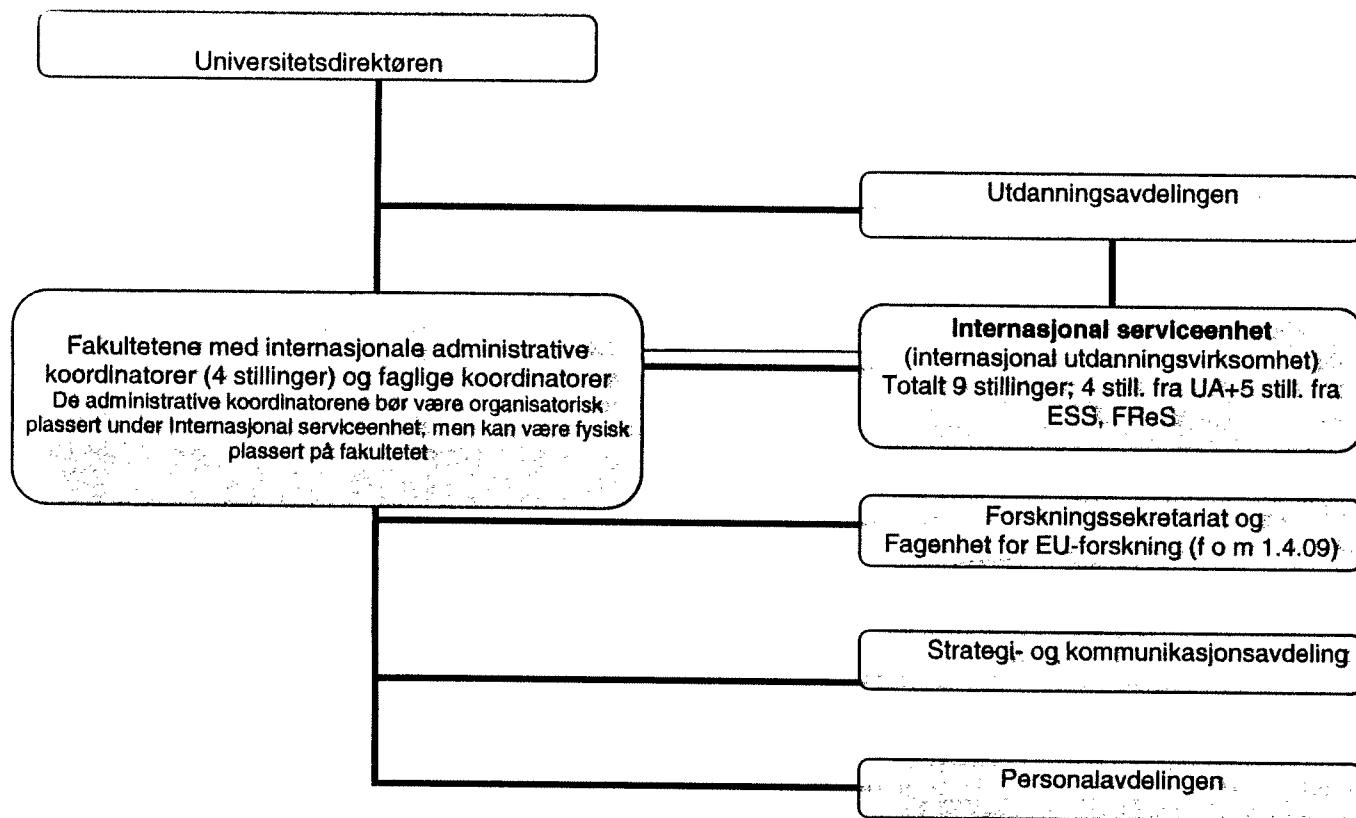 Universitetsdirektøren
Utdanningsavdelingen
Fakultetene med internasjonale administrative
koordinatorer (4 stillinger) og faglige koordinatorer
De administrative koordinatorene bør være organisatorisk
plassert under Internasjonal serviceenhet, men kan være fysisk
plassert på fakultetet
Internasjonal serviceenhet
(internasjonal utdanningsvirksomhet)
Totalt 9 stillinger; 4 still. fra UA+5 still. fra
ESS, FReS
Forskningssekretariat og
Fagenhet for EU-forskning (f o m 1.4.09)
Strategi- og kommunikasjonsavdeling
Personalavdelingen